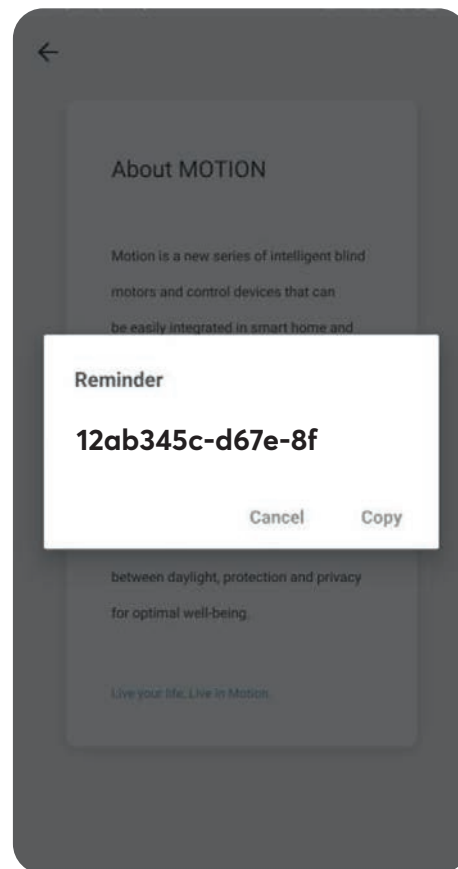 About MOTION
Motion is a new series of intelligent blind
motors and control devices that can
be easily integrated in smart home and
Reminder
12ab345c-d67e-8f
Cancel Copy
between daylight, protection and privacy
for optimal well-being.
Live your life, Live in Motion.